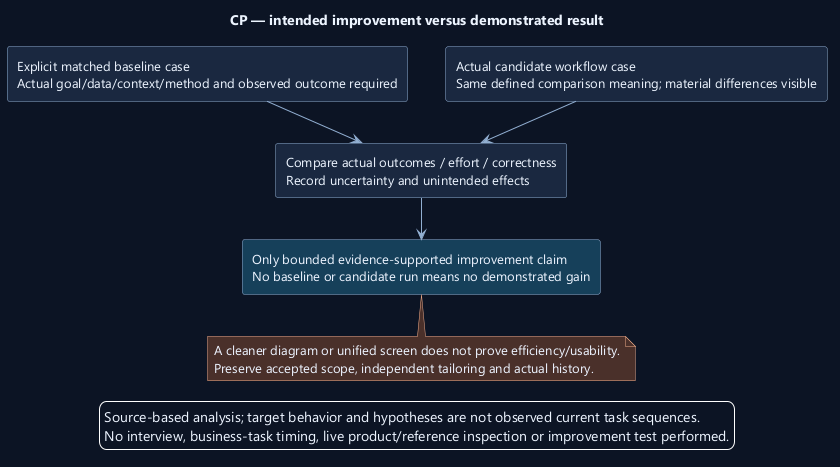 CP — intended improvement versus demonstrated result
Explicit matched baseline case
Actual goal/data/context/method and observed outcome required
Actual candidate workflow case
Same defined comparison meaning; material differences visible
Compare actual outcomes / effort / correctness
Record uncertainty and unintended effects
Only bounded evidence-supported improvement claim
No baseline or candidate run means no demonstrated gain
A cleaner diagram or unified screen does not prove efficiency/usability.
Preserve accepted scope, independent tailoring and actual history.
Source-based analysis; target behavior and hypotheses are not observed current task sequences.
No interview, business-task timing, live product/reference inspection or improvement test performed.